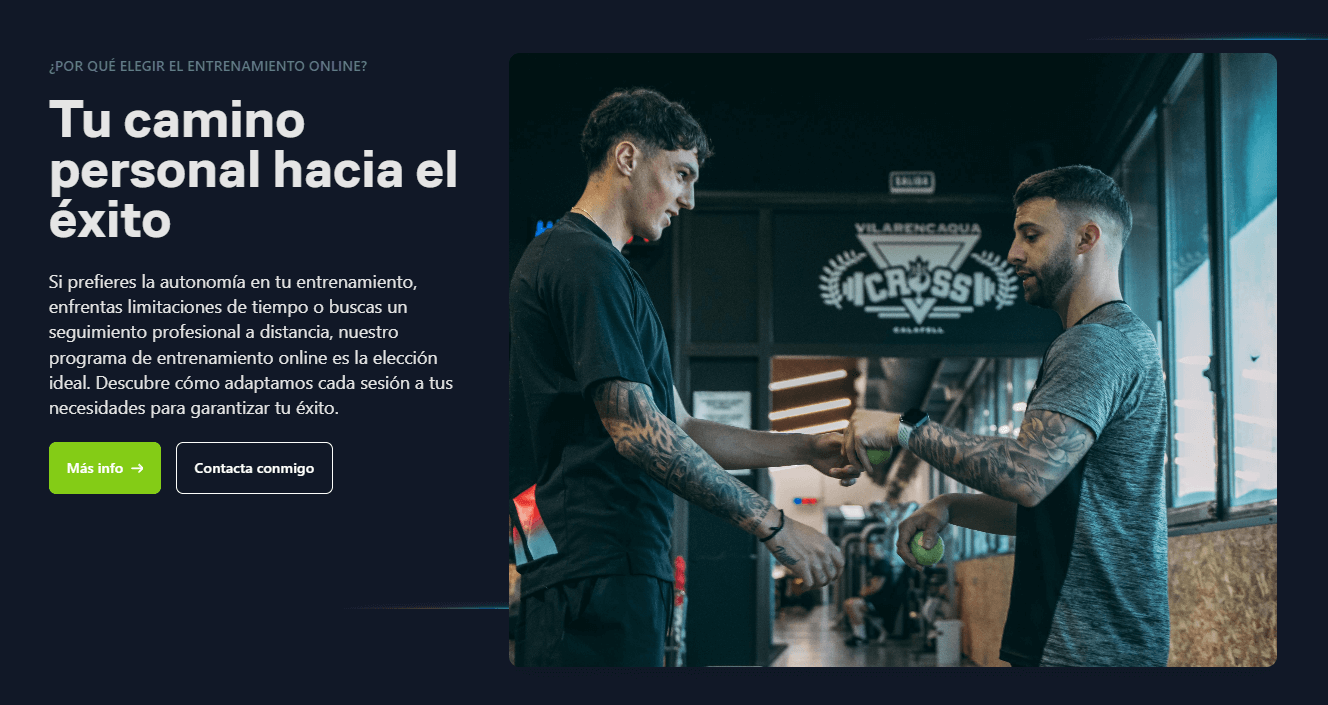 ¿POR QUÉ ELEGIR EL ENTRENAMIENTO ONLINE?
Tu camino
personal hacia el
éxito
Si prefieres la autonomía en tu entrenamiento,
enfrentas limitaciones de tiempo o buscas un
seguimiento profesional a distancia, nuestro
programa de entrenamiento online es la elección
ideal. Descubre cómo adaptamos cada sesión a tus
necesidades para garantizar tu éxito.
Más info →
Contacta conmigo
SALIDA
VILARENCAQUA
CROSS
CALAFELL